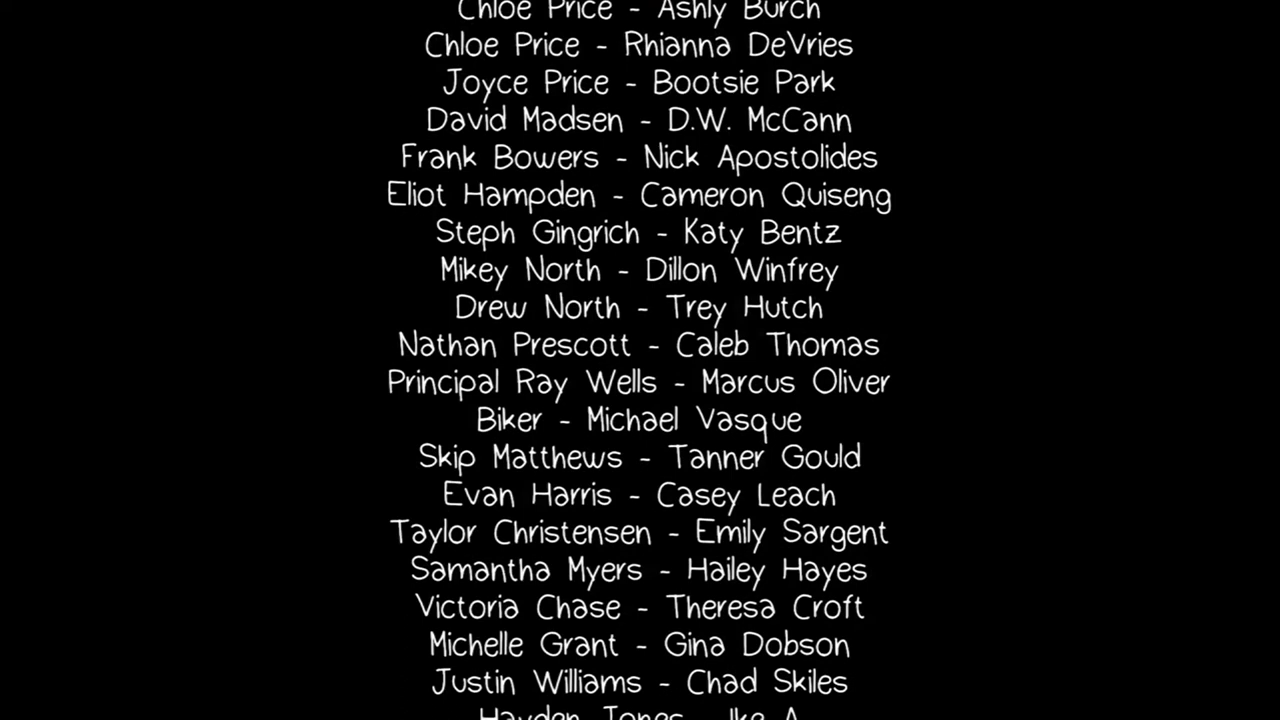 Chloe Price - Ashly Burch
Chloe Price - Rhianna DeVries
Joyce Price - Bootsie Park
David Madsen - D.W. McCann
Frank Bowers - Nick Apostolides
Eliot Hampden - Cameron Quiseng
Steph Gingrich - Katy Bentz
Mikey North - Dillon Winfrey
Drew North - Trey Hutch
Nathan Prescott - Caleb Thomas
Principal Ray Wells - Marcus Oliver
Biker - Michael Vasque
Skip Matthews - Tanner Gould
Evan Harris - Casey Leach
Taylor Christensen - Emily Sargent
Samantha Myers - Hailey Hayes
Victoria Chase - Theresa Croft
Michelle Grant - Gina Dobson
Justin Williams - Chad Skiles
Hayden Jones - Ike A